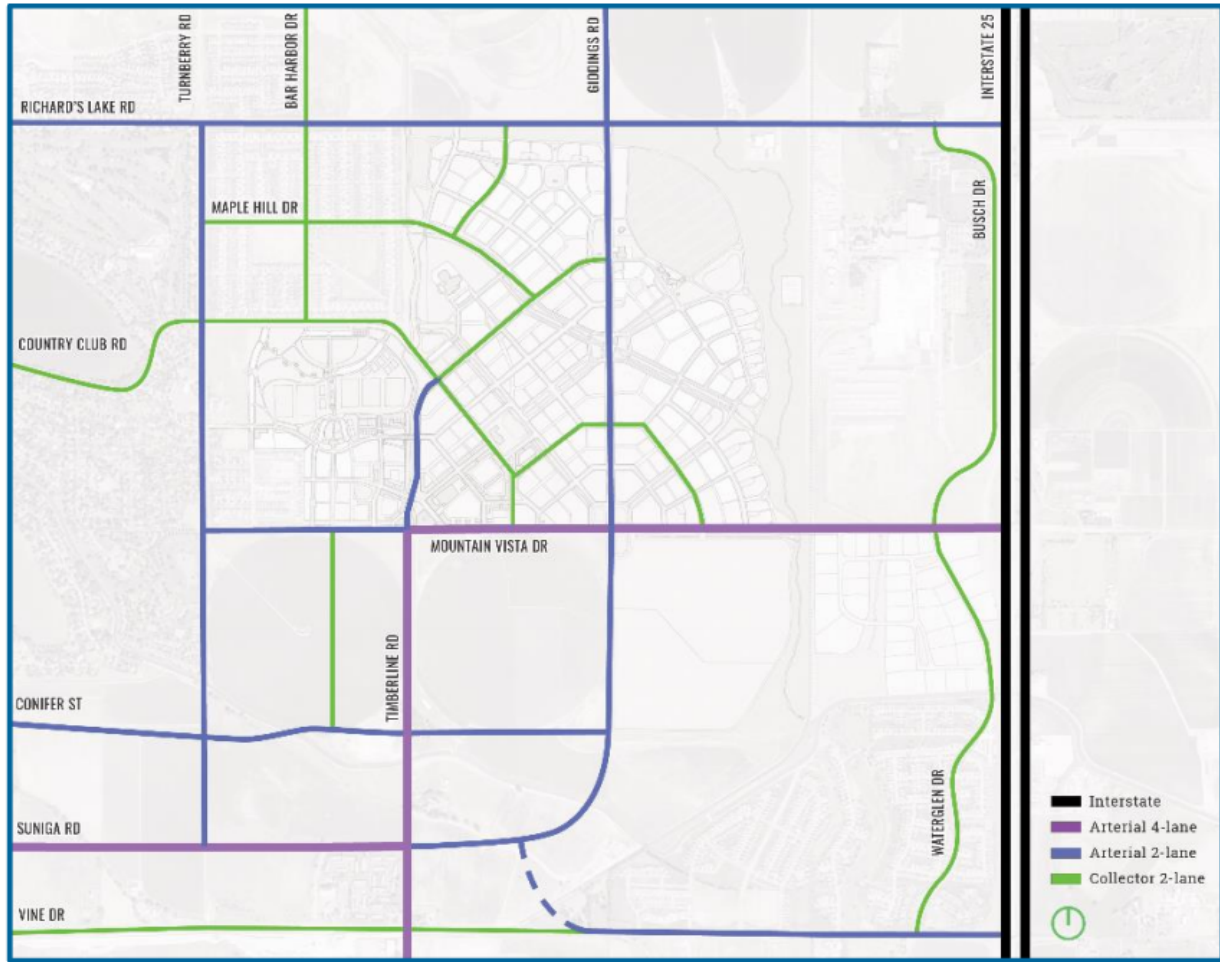 TURNBERRY RD
BAR HARBOR DR
GIDDINGS RD
INTERSTATE 25
RICHARD'S LAKE RD
MAPLE HILL DR
BUSCH DR
COUNTRY CLUB RD
MOUNTAIN VISTA DR
TIMBERLINE RD
CONIFER ST
WATERGLEN DR
SUNIGA RD
VINE DR
Interstate
Arterial 4-lane
Arterial 2-lane
Collector 2-lane